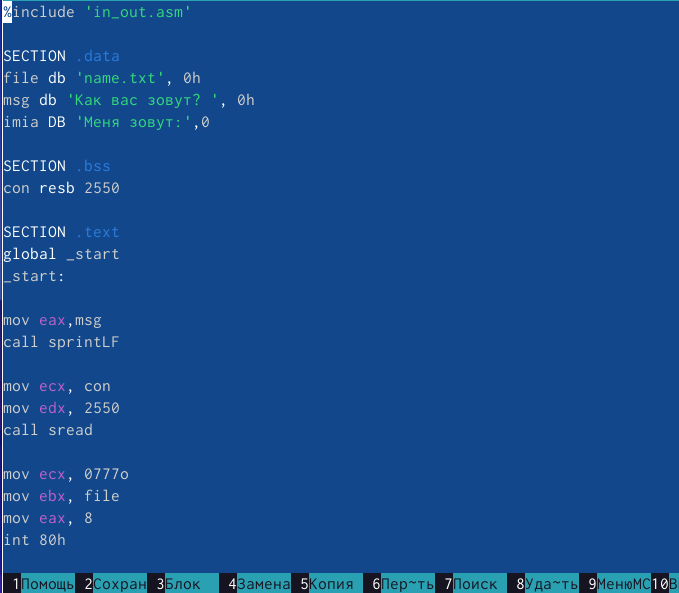 %include 'in_out.asm'
SECTION .data
file db 'name.txt', 0h
msg db 'Как вас зовут? ', 0h
imia DB 'Меня зовут:',0
SECTION .bss
con resb 2550
SECTION .text
global _start
_start:
mov eax,msg
call sprintLF
mov ecx, con
mov edx, 2550
call sread
mov ecx, 0777o
mov ebx, file
mov eax, 8
int 80h
1Помощь 2Сохран 3Блок 4Замена 5Копия 6Пер~ть 7Поиск 8Уда~ть 9МенюMC 10В